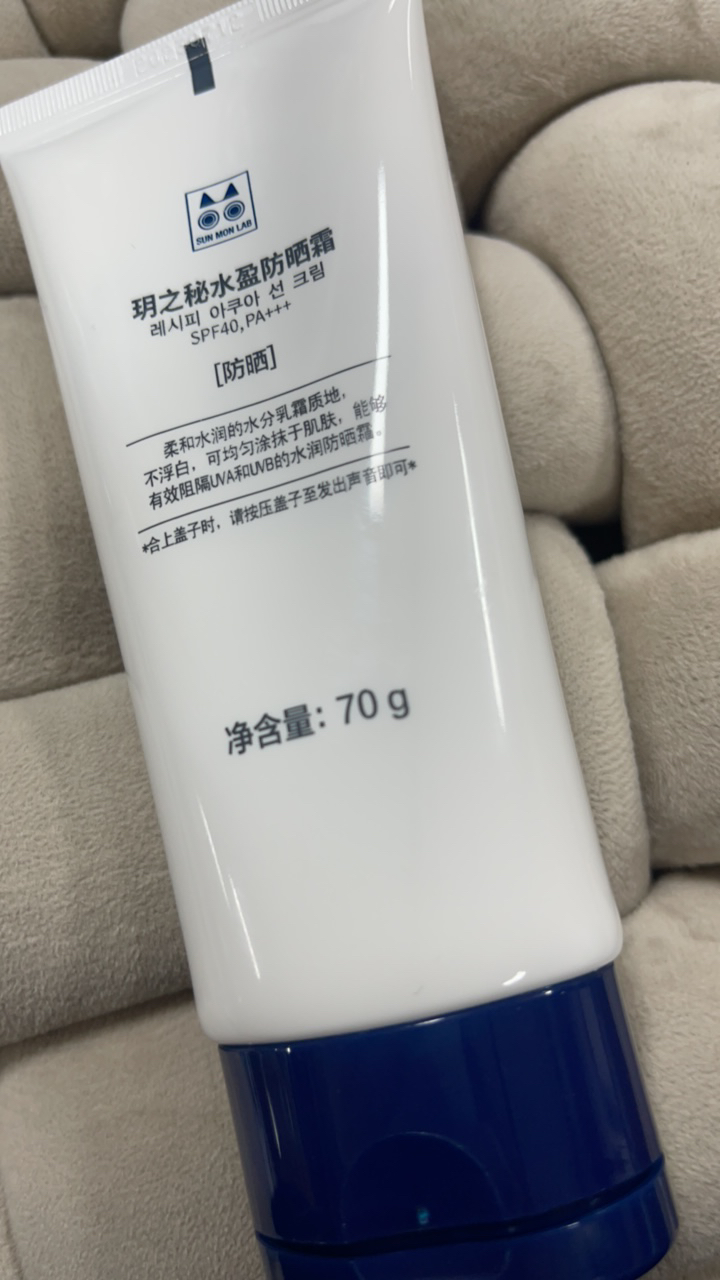 SUN MON LAB
玥之秘水盈防晒霜
레시피 아쿠아 선 크림
SPF40,PA+++
[防晒]
柔和水润的水分乳霜质地，
不浮白，可均匀涂抹于肌肤，能够
有效阻隔UVA和UVB的水润防晒霜。
*合上盖子时，请按压盖子至发出声音即可*
净含量：70 g